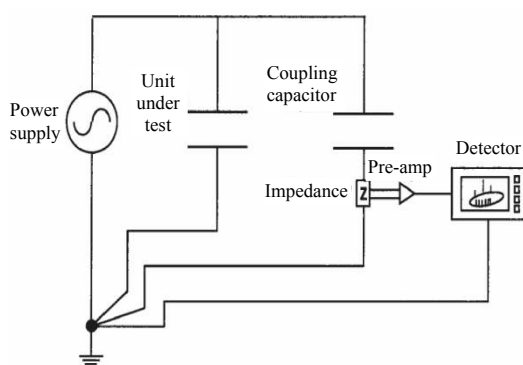 Unit
under
test
Coupling
capacitor
Power
supply
Detector
Pre-amp
Impedance
Z